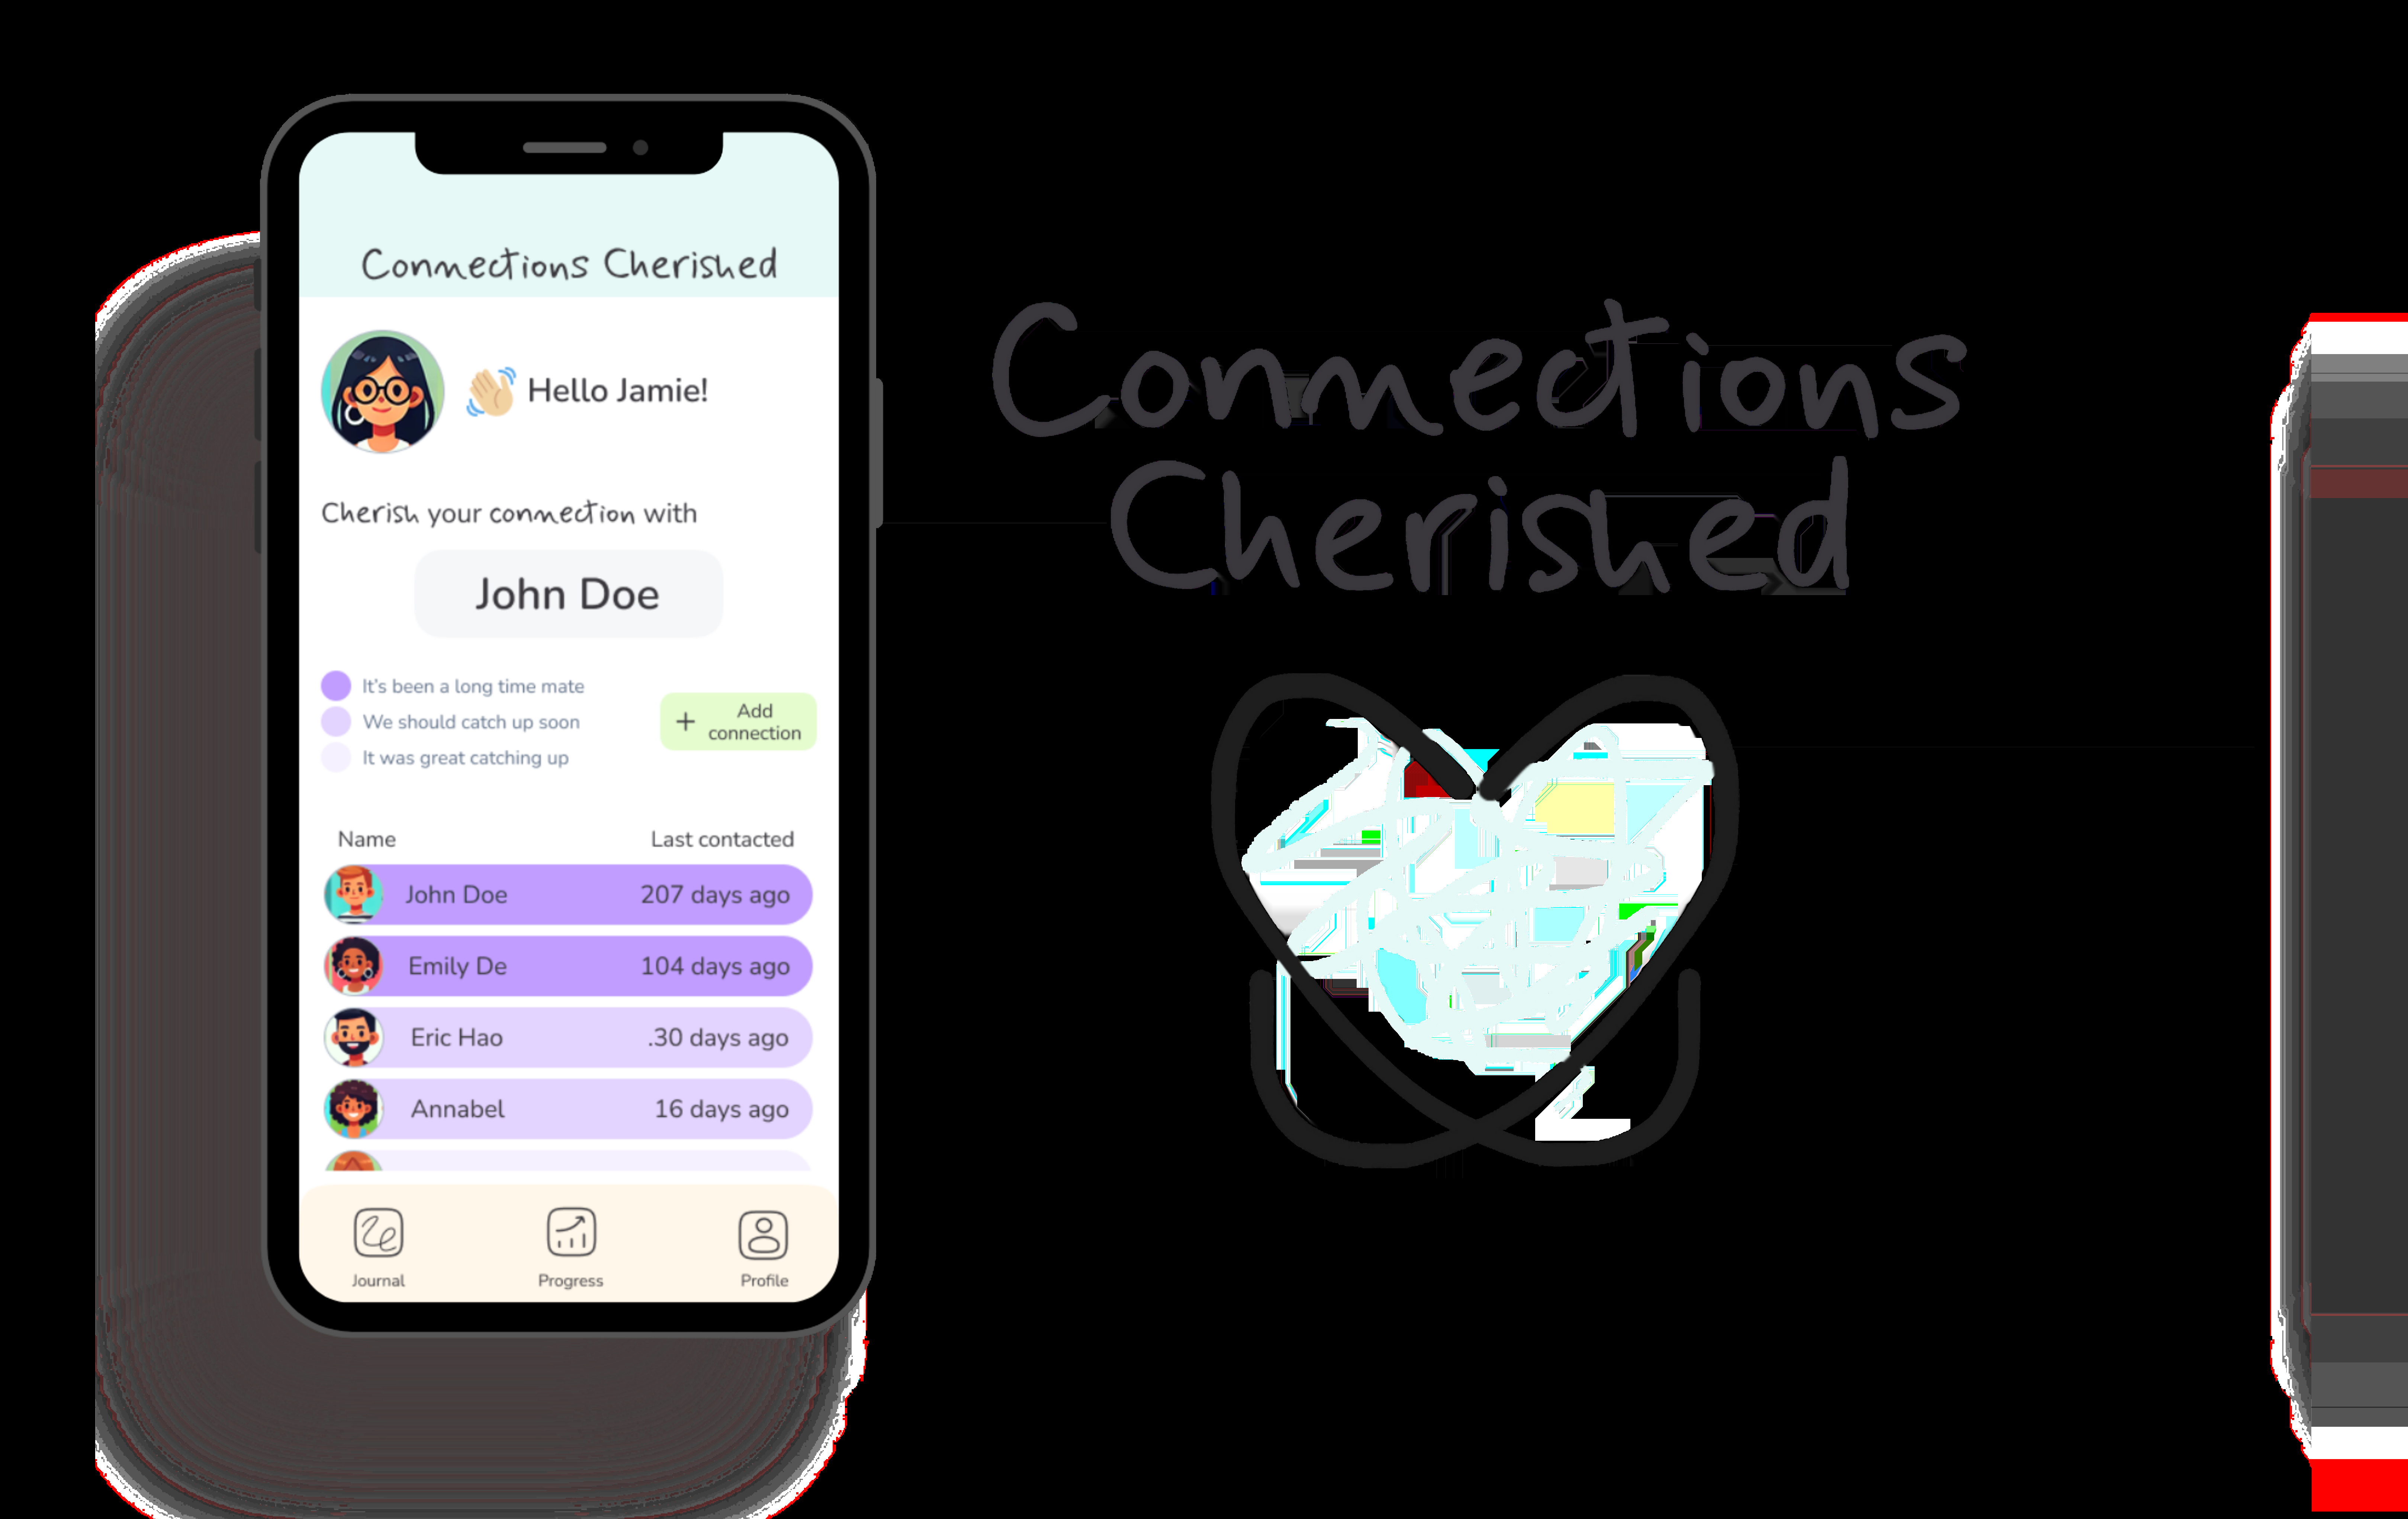 Connections Cherished
👋 Hello Jamie!
Cherish your connection with
John Doe
It's been a long time mate
We should catch up soon
It was great catching up
+ Add
connection
Name Last contacted
John Doe 207 days ago
Emily De 104 days ago
Eric Hao .30 days ago
Annabel 16 days ago
Journal Progress Profile
Connections
Cherished